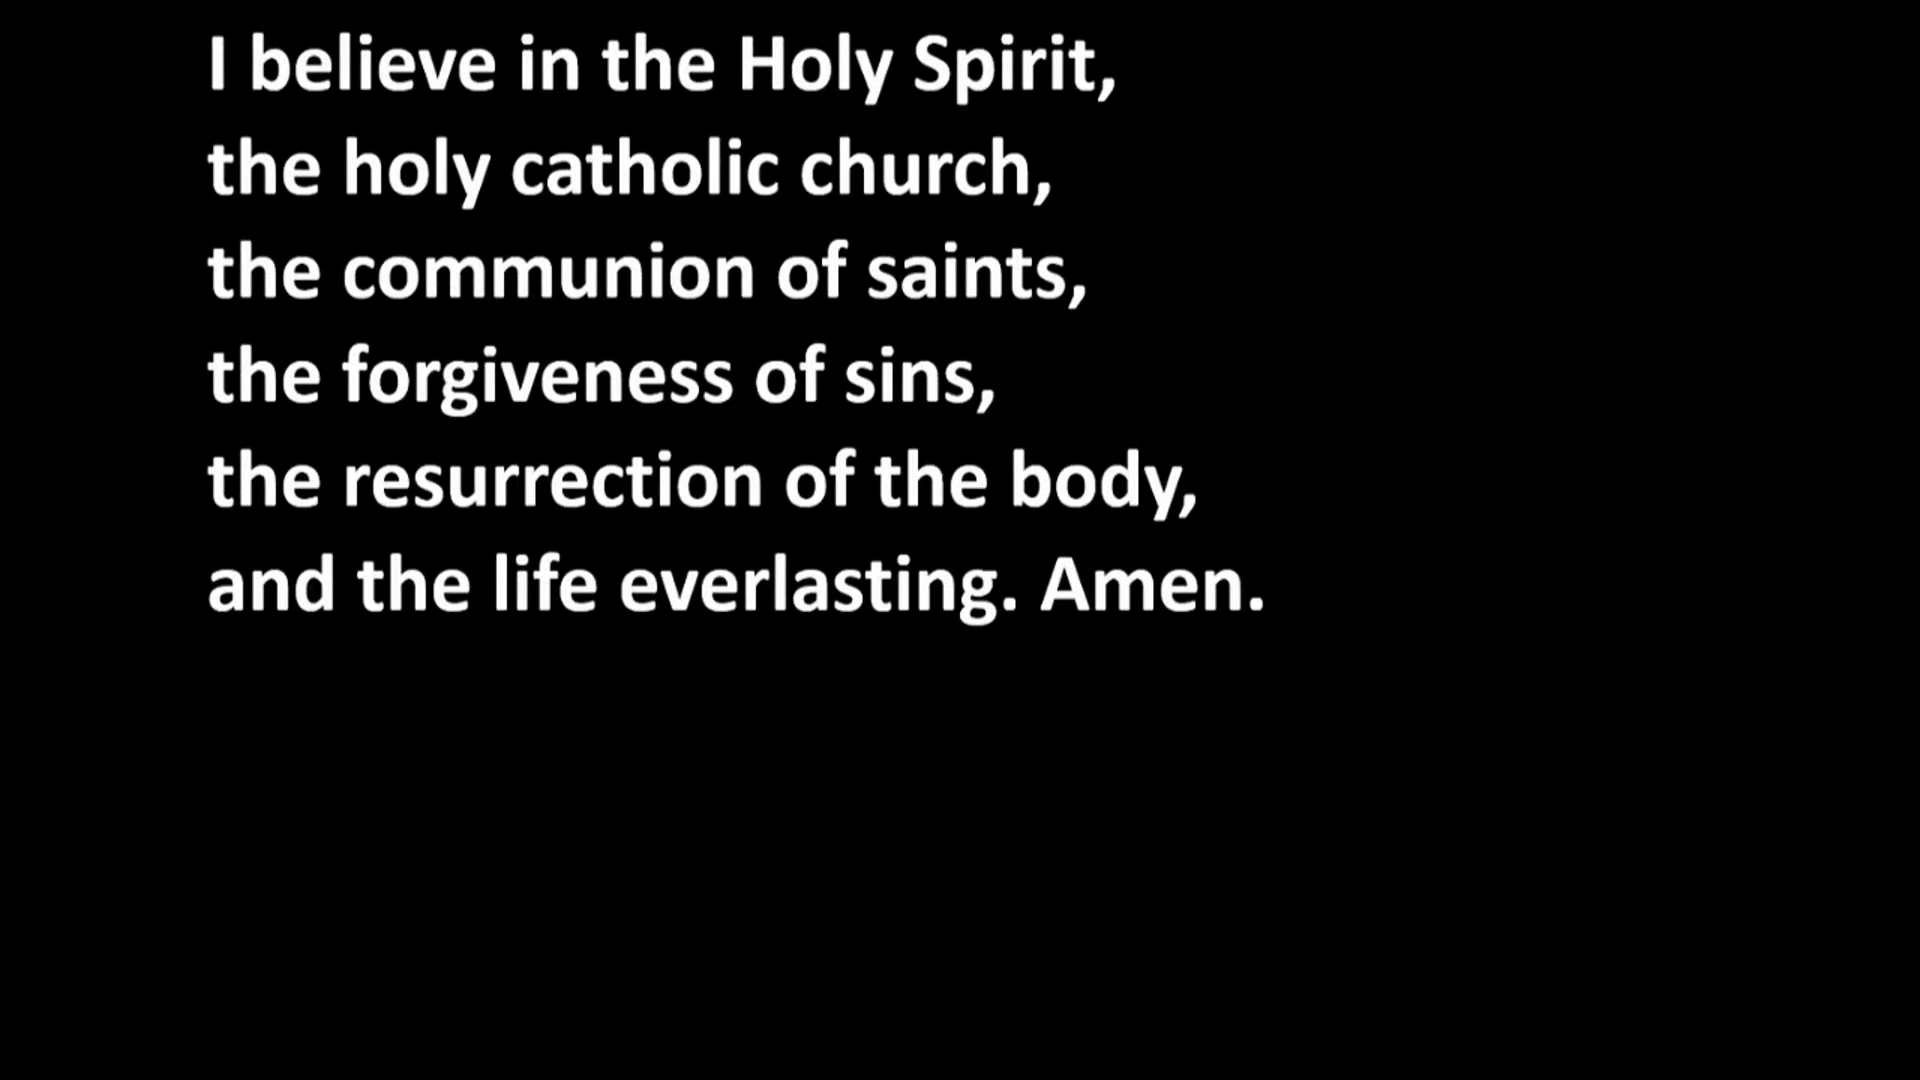 I believe in the Holy Spirit,
the holy catholic church,
the communion of saints,
the forgiveness of sins,
the resurrection of the body,
and the life everlasting. Amen.